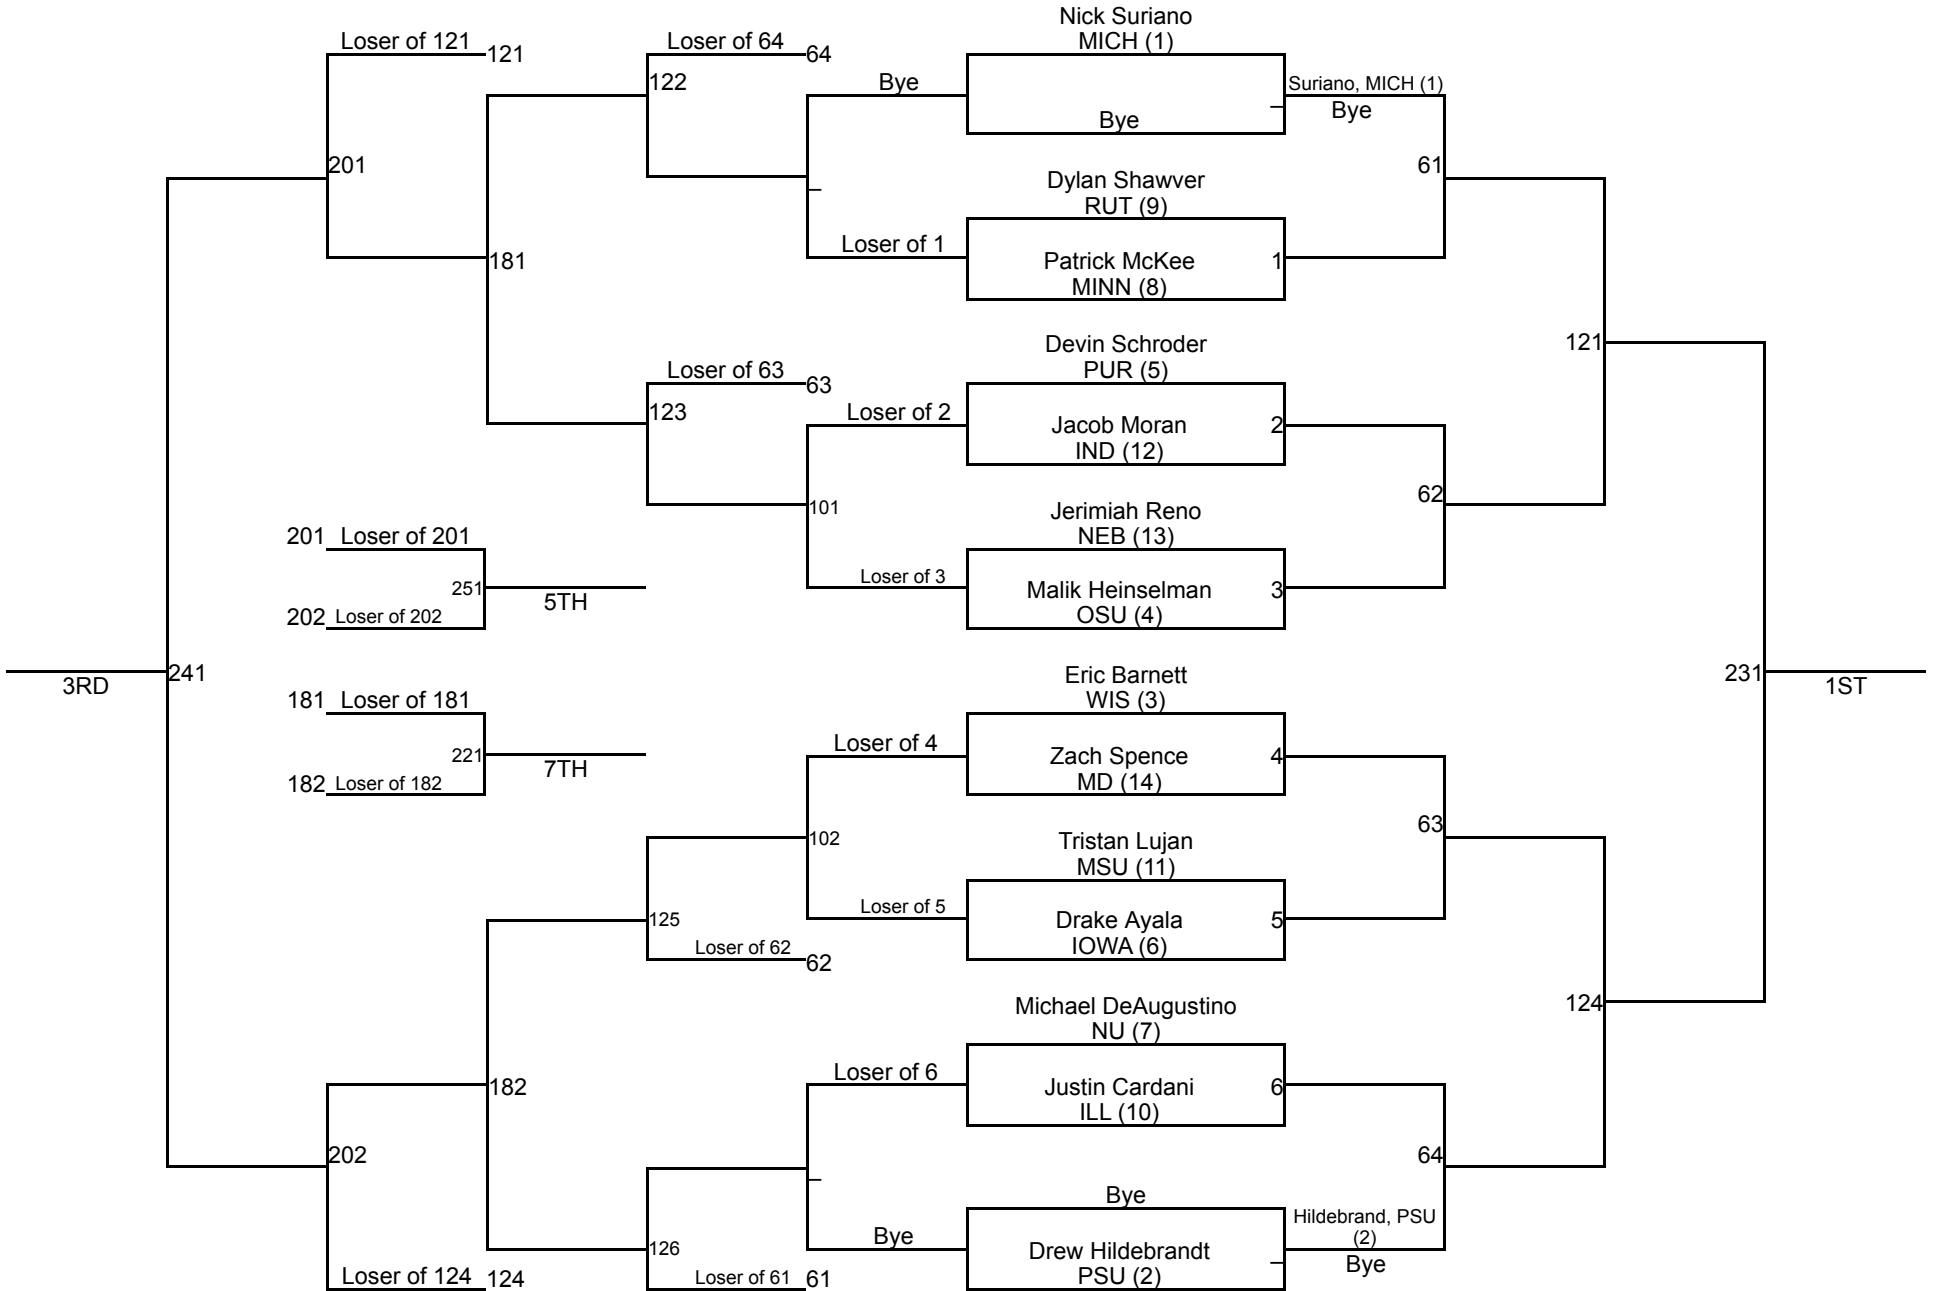 Nick Suriano
MICH (1)
Loser of 121
121
Loser of 64
64
122
Bye
Suriano, MICH (1)
Bye
Bye
201
61
Dylan Shawver
RUT (9)
Loser of 1
181
Patrick McKee
MINN (8)
1
Devin Schroder
PUR (5)
121
Loser of 63
63
123
Loser of 2
Jacob Moran
IND (12)
2
62
101
Jerimiah Reno
NEB (13)
201 Loser of 201
251
5TH
202 Loser of 202
Loser of 3
Malik Heinselman
OSU (4)
3
3RD
241
Eric Barnett
WIS (3)
231
1ST
181 Loser of 181
221
7TH
182 Loser of 182
Loser of 4
Zach Spence
MD (14)
4
63
102
Tristan Lujan
MSU (11)
Loser of 5
Drake Ayala
IOWA (6)
5
125
Loser of 62
62
Michael DeAugustino
NU (7)
124
Loser of 6
182
Justin Cardani
ILL (10)
6
202
64
Bye
Hildebrand, PSU
(2)
Bye
Bye
126
Drew Hildebrandt
PSU (2)
Loser of 124 124
Loser of 61 61